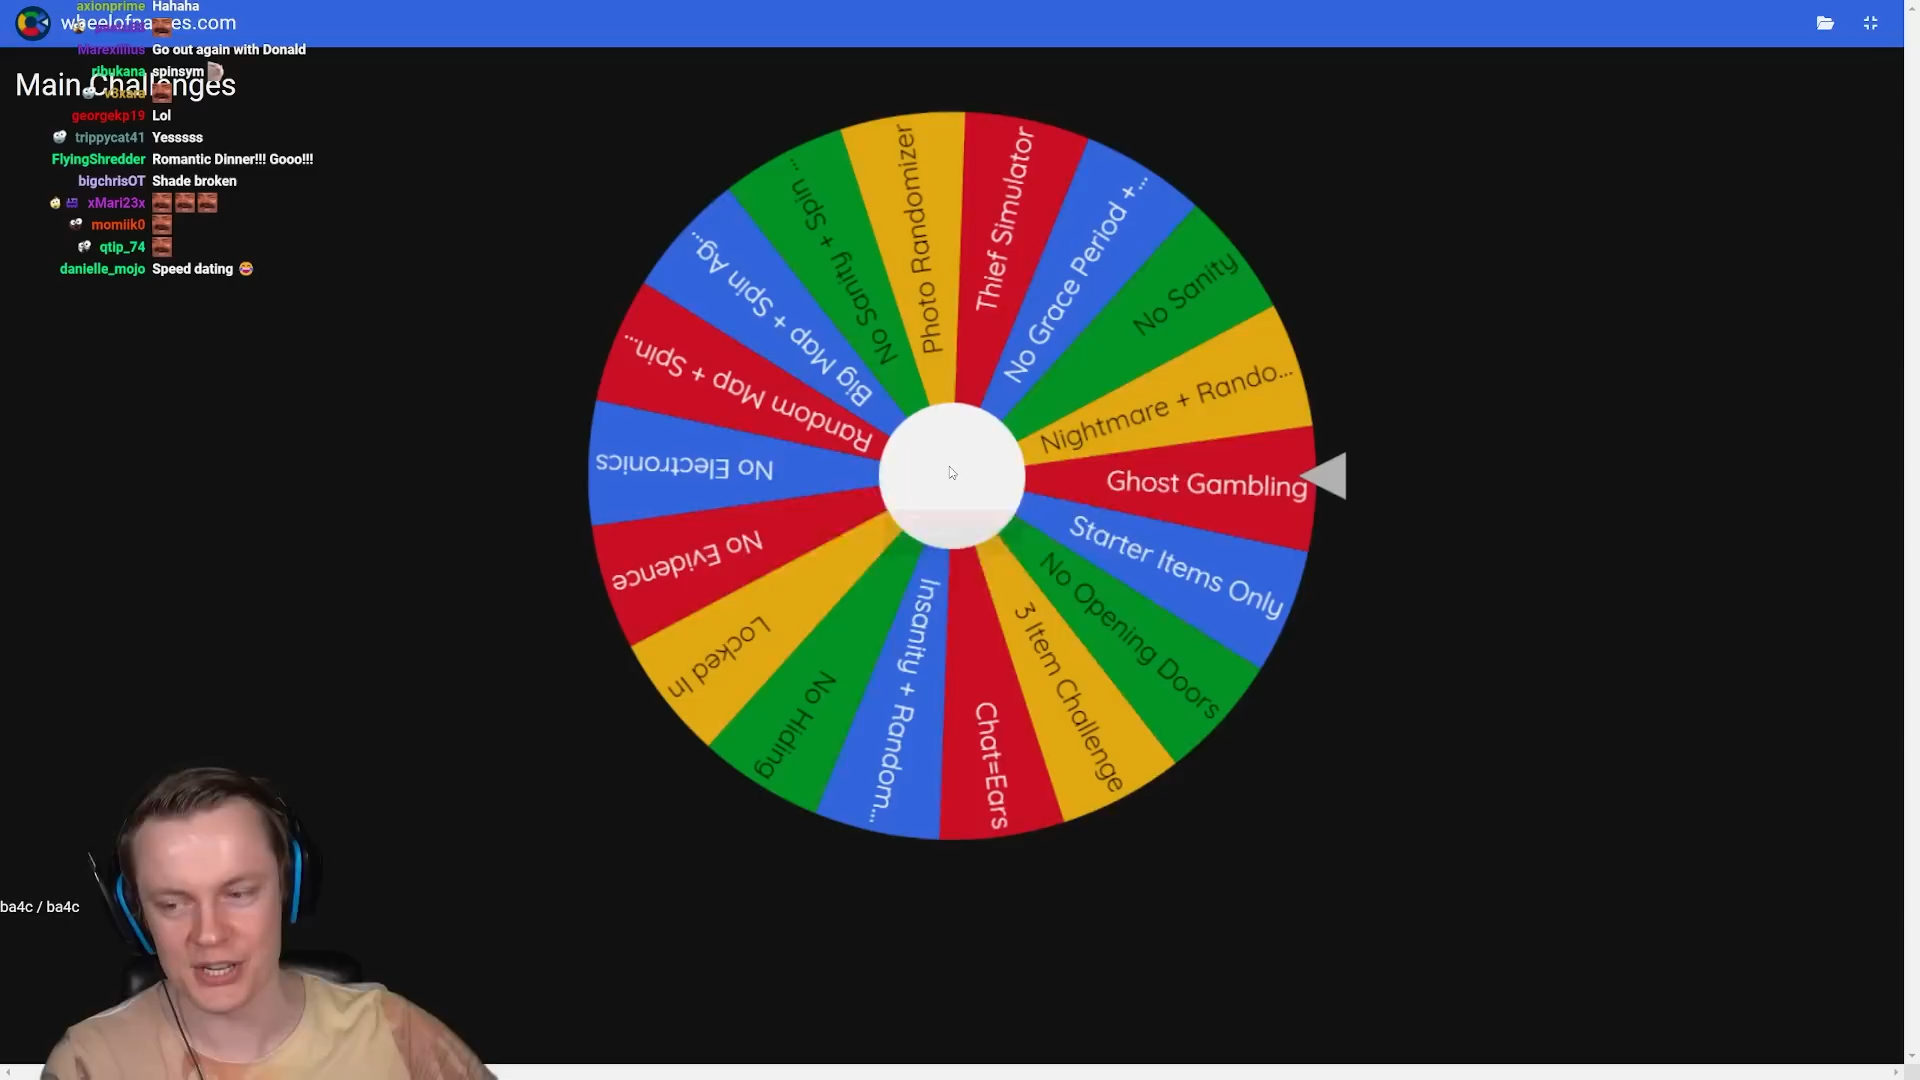 wheelofnames.com
Main Challenges
axionprime Hahaha
Marexillius Go out again with Donald
ribukana spinsym
v3xara
georgekp19 Lol
trippycat41 Yesssss
FlyingShredder Romantic Dinner!!! Gooo!!!
bigchrisOT Shade broken
xMari23x
momiik0
qtip_74
danielle_mojo Speed dating 😂
Photo Randomizer
Thief Simulator
No Grace Period +...
No Sanity
Nightmare + Rando...
Ghost Gambling
Starter Items Only
No Opening Doors
3 Item Challenge
Chat=Ears
Insanity + Random...
No Hiding
Locked In
No Evidence
No Electronics
Random Map + Spin...
Big Map + Spin Ag...
No Sanity + Spin ...
ba4c / ba4c